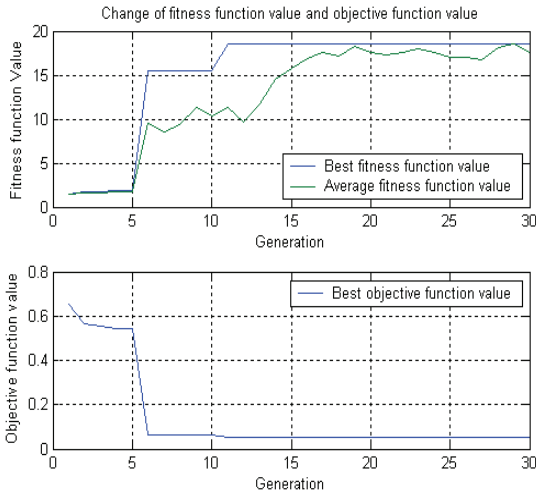 Change of fitness function value and objective function value
Fitness function Value
20
15
10
5
0
Best fitness function value
Average fitness function value
0 5 10 15 20 25 30
Generation
Objective function value
0.8
0.6
0.4
0.2
0
Best objective function value
0 5 10 15 20 25 30
Generation